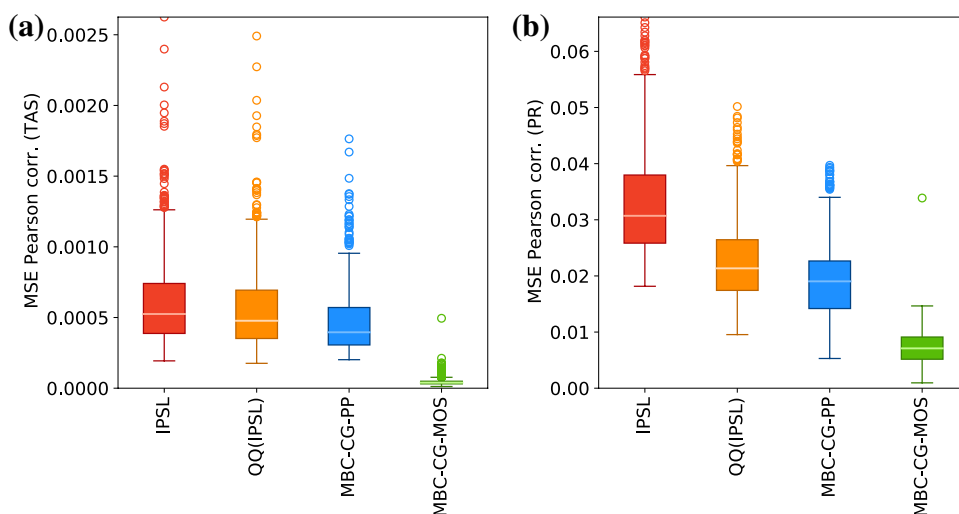 (a)
MSE Pearson corr. (TAS)
0.0025
0.0020
0.0015
0.0010
0.0005
0.0000
IPSL
QQ(IPSL)
MBC-CG-PP
MBC-CG-MOS
(b)
MSE Pearson corr. (PR)
0.06
0.05
0.04
0.03
0.02
0.01
0.00
IPSL
QQ(IPSL)
MBC-CG-PP
MBC-CG-MOS